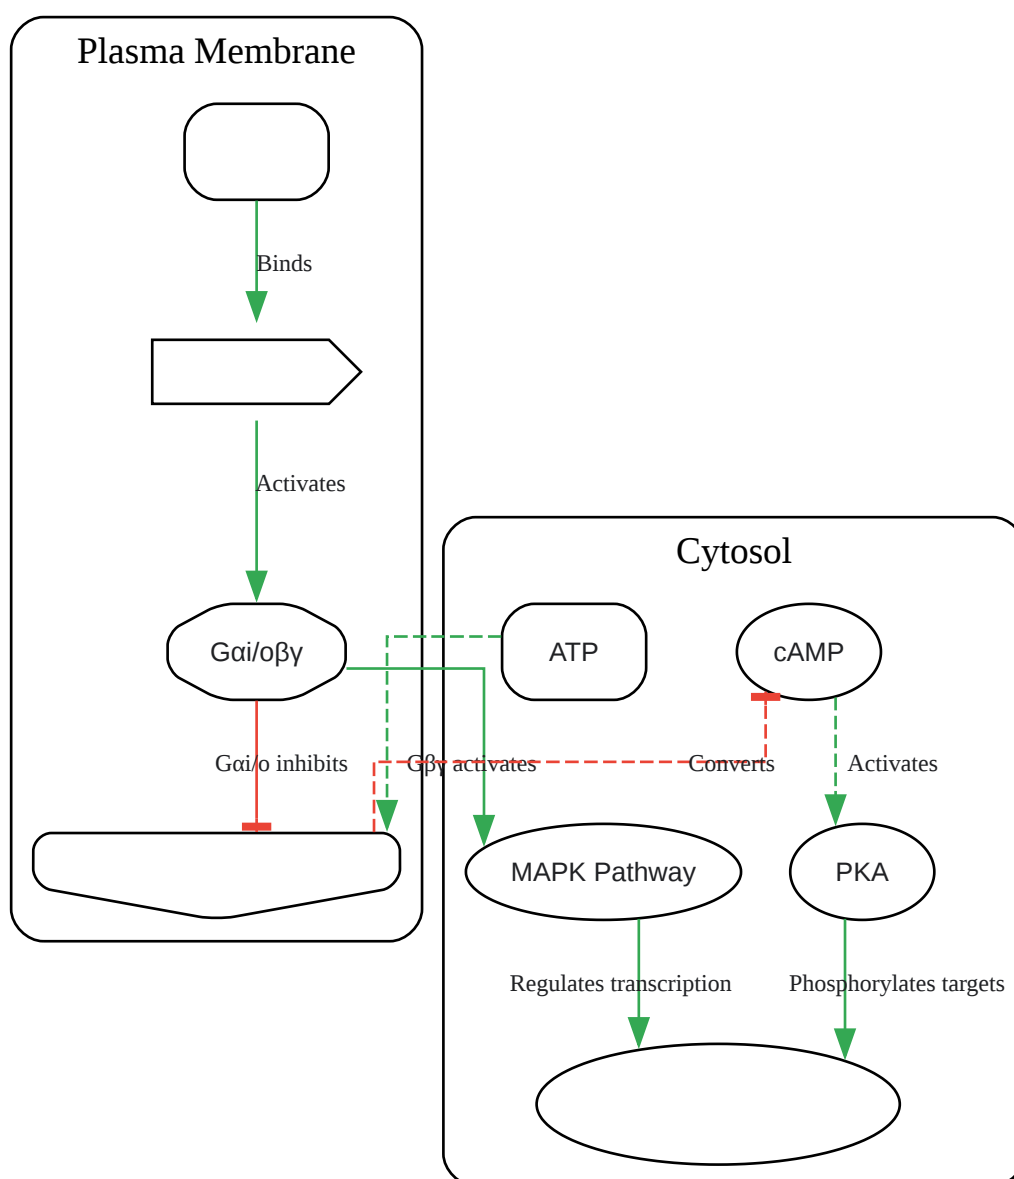 Plasma Membrane
Binds
Activates
Cytosol
Gαi/oβγ
ATP
cAMP
Gαi/o inhibits
Gβγ activates
Converts
Activates
MAPK Pathway
PKA
Regulates transcription
Phosphorylates targets